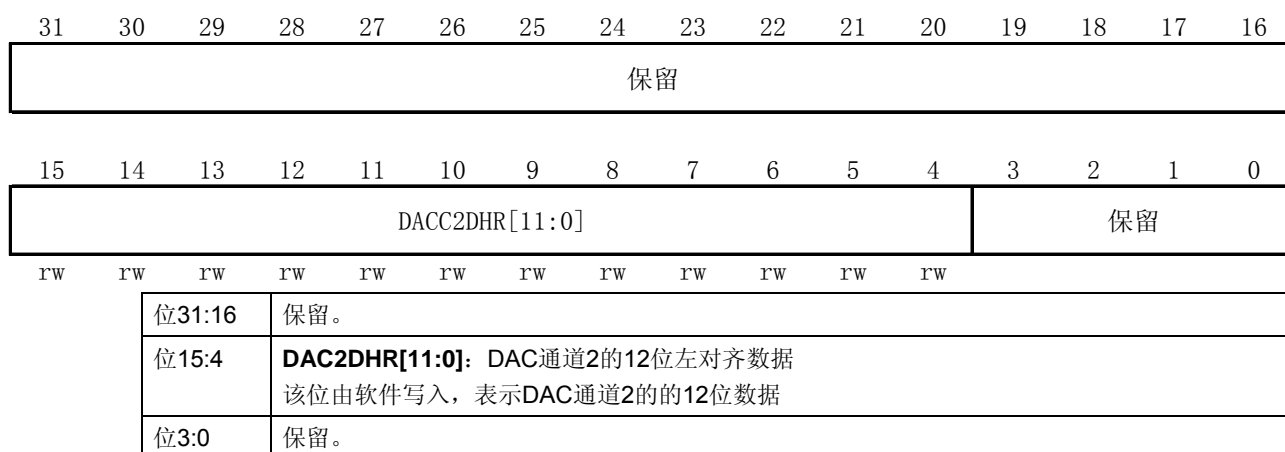 31 30 29 28 27 26 25 24 23 22 21 20 19 18 17 16
保留
15 14 13 12 11 10 9 8 7 6 5 4 3 2 1 0
DACC2DHR[11:0] 保留
rw rw rw rw rw rw rw rw rw rw rw rw
位31:16 保留。
位15:4 DAC2DHR[11:0]：DAC通道2的12位左对齐数据
该位由软件写入，表示DAC通道2的的12位数据
位3:0 保留。